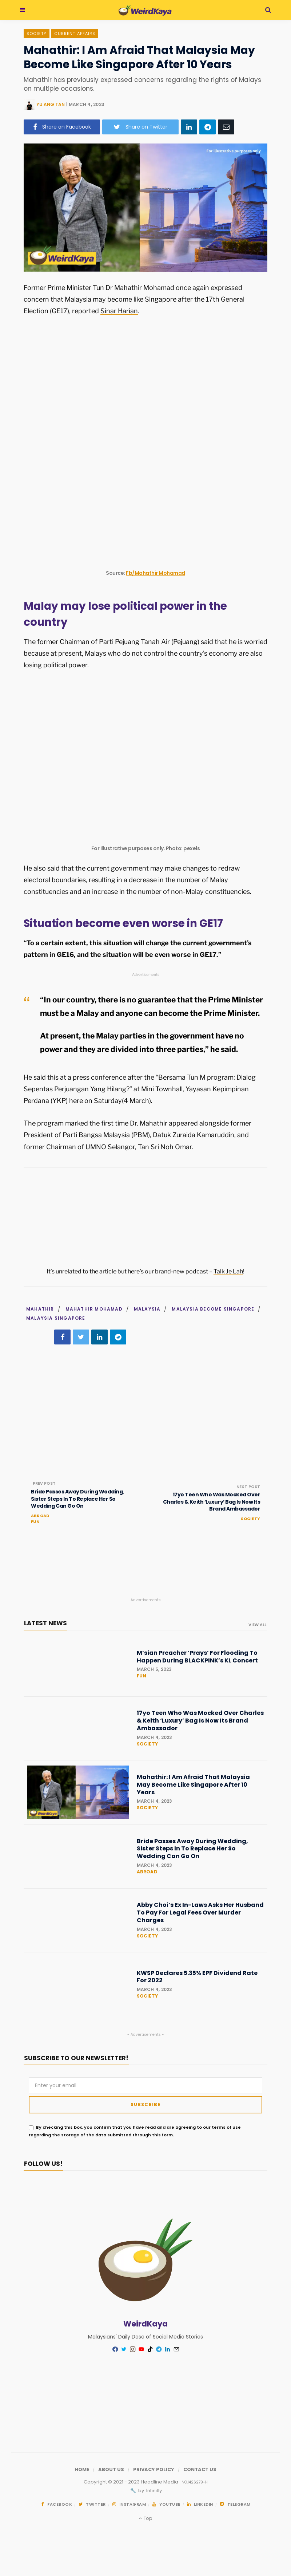 WeirdKaya
SOCIETY
CURRENT AFFAIRS
Mahathir: I Am Afraid That Malaysia May
Become Like Singapore After 10 Years
Mahathir has previously expressed concerns regarding the rights of Malays
on multiple occasions.
YU ANG TAN | MARCH 4, 2023
Share on Facebook
Share on Twitter
For illustrative purposes only
WeirdKaya
Former Prime Minister Tun Dr Mahathir Mohamad once again expressed
concern that Malaysia may become like Singapore after the 17th General
Election (GE17), reported Sinar Harian.
Source: Fb/Mahathir Mohamad
Malay may lose political power in the
country
The former Chairman of Parti Pejuang Tanah Air (Pejuang) said that he is worried
because at present, Malays who do not control the country's economy are also
losing political power.
For illustrative purposes only. Photo: pexels
He also said that the current government may make changes to redraw
electoral boundaries, resulting in a decrease in the number of Malay
constituencies and an increase in the number of non-Malay constituencies.
Situation become even worse in GE17
“To a certain extent, this situation will change the current government’s
pattern in GE16, and the situation will be even worse in GE17.”
- Advertisements -
“In our country, there is no guarantee that the Prime Minister
must be a Malay and anyone can become the Prime Minister.
At present, the Malay parties in the government have no
power and they are divided into three parties,” he said.
He said this at a press conference after the “Bersama Tun M program: Dialog
Sepentas Perjuangan Yang Hilang?” at Mini Townhall, Yayasan Kepimpinan
Perdana (YKP) here on Saturday(4 March).
The program marked the first time Dr. Mahathir appeared alongside former
President of Parti Bangsa Malaysia (PBM), Datuk Zuraida Kamaruddin, and
former Chairman of UMNO Selangor, Tan Sri Noh Omar.
It’s unrelated to the article but here’s our brand-new podcast – Talk Je Lah!
MAHATHIR / MAHATHIR MOHAMAD / MALAYSIA / MALAYSIA BECOME SINGAPORE /
MALAYSIA SINGAPORE
PREV POST
Bride Passes Away During Wedding,
Sister Steps In To Replace Her So
Wedding Can Go On
ABROAD
FUN
NEXT POST
17yo Teen Who Was Mocked Over
Charles & Keith ‘Luxury’ Bag Is Now Its
Brand Ambassador
SOCIETY
- Advertisements -
LATEST NEWS
VIEW ALL
M’sian Preacher ‘Prays’ For Flooding To
Happen During BLACKPINK’s KL Concert
MARCH 5, 2023
FUN
17yo Teen Who Was Mocked Over Charles
& Keith ‘Luxury’ Bag Is Now Its Brand
Ambassador
MARCH 4, 2023
SOCIETY
WeirdKaya
Mahathir: I Am Afraid That Malaysia
May Become Like Singapore After 10
Years
MARCH 4, 2023
SOCIETY
Bride Passes Away During Wedding,
Sister Steps In To Replace Her So
Wedding Can Go On
MARCH 4, 2023
ABROAD
Abby Choi’s Ex In-Laws Asks Her Husband
To Pay For Legal Fees Over Murder
Charges
MARCH 4, 2023
SOCIETY
KWSP Declares 5.35% EPF Dividend Rate
For 2022
MARCH 4, 2023
SOCIETY
- Advertisements -
SUBSCRIBE TO OUR NEWSLETTER!
Enter your email
SUBSCRIBE
By checking this box, you confirm that you have read and are agreeing to our terms of use
regarding the storage of the data submitted through this form.
FOLLOW US!
WeirdKaya
Malaysians' Daily Dose of Social Media Stories
HOME / ABOUT US / PRIVACY POLICY / CONTACT US
Copyright © 2021 - 2023 Headline Media
by Infinity
FACEBOOK
TWITTER
INSTAGRAM
YOUTUBE
LINKEDIN
TELEGRAM
Top